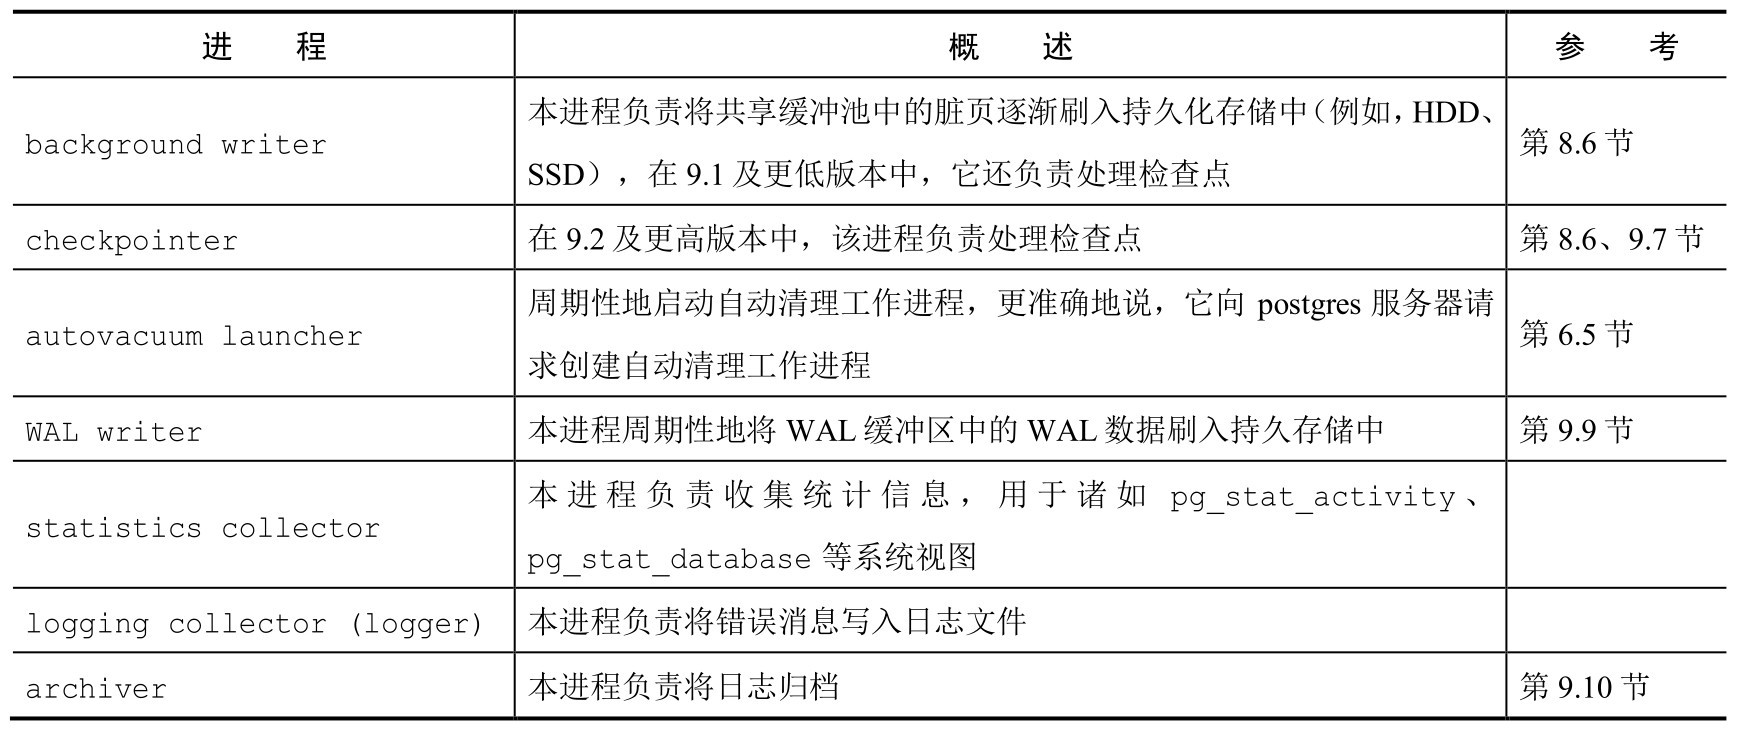 进 程 概 述 参 考
background writer
本进程负责将共享缓冲池中的脏页逐渐刷入持久化存储中（例如，HDD、
SSD），在 9.1 及更低版本中，它还负责处理检查点
第 8.6 节
checkpointer
在 9.2 及更高版本中，该进程负责处理检查点
第 8.6、9.7 节
autovacuum launcher
周期性地启动自动清理工作进程，更准确地说，它向 postgres 服务器请
求创建自动清理工作进程
第 6.5 节
WAL writer
本进程周期性地将 WAL 缓冲区中的 WAL 数据刷入持久存储中
第 9.9 节
statistics collector
本进程负责收集统计信息，用于诸如 pg_stat_activity、
pg_stat_database 等系统视图
logging collector (logger)
本进程负责将错误消息写入日志文件
archiver
本进程负责将日志归档
第 9.10 节